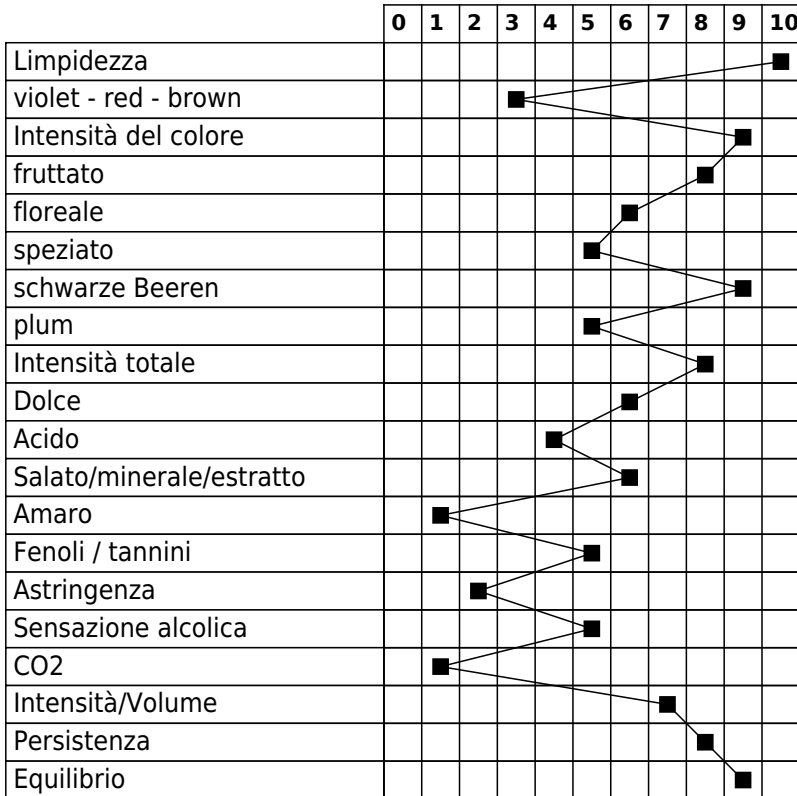 0 1 2 3 4 5 6 7 8 9 10
Limpidezza
violet - red - brown
Intensità del colore
fruttato
floreale
speziato
schwarze Beeren
plum
Intensità totale
Dolce
Acido
Salato/minerale/estratto
Amaro
Fenoli / tannini
Astringenza
Sensazione alcolica
CO2
Intensità/Volume
Persistenza
Equilibrio